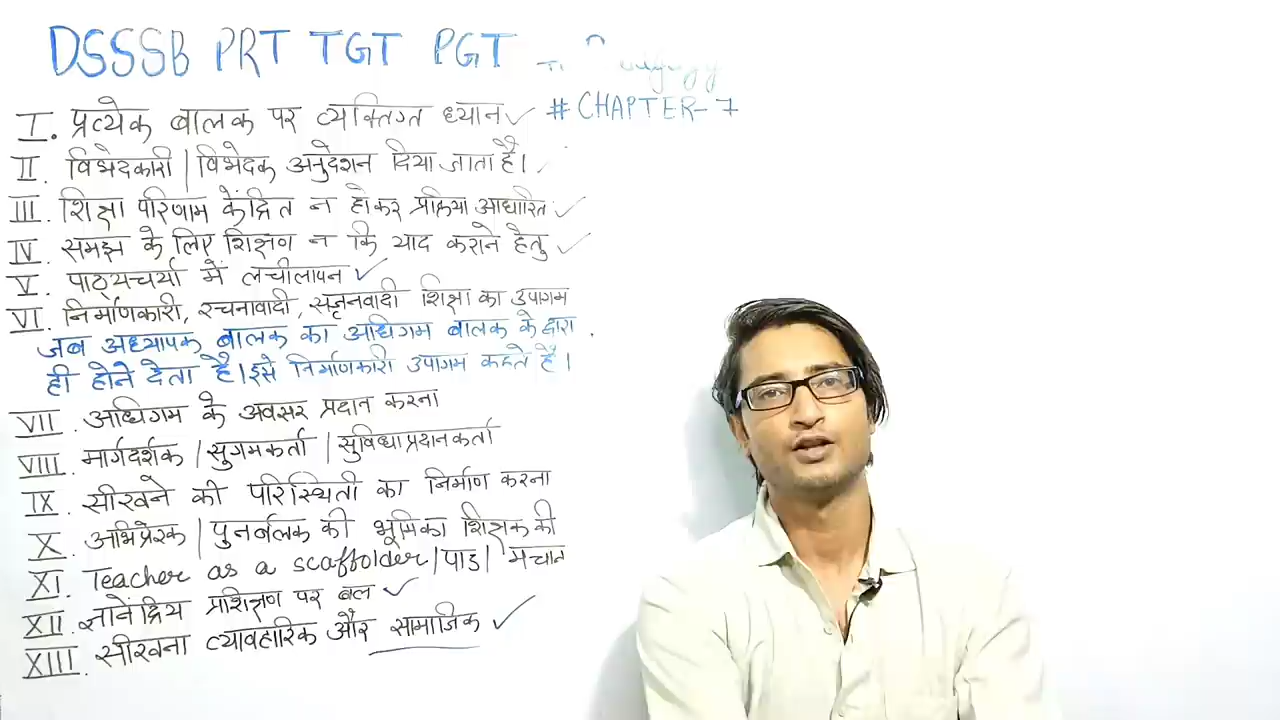 DSSSB PRT TGT PGT
# CHAPTER-7
I. प्रत्येक बालक पर व्यक्तिगत ध्यान
II. विभेदकारी | विभेदक अनुदेशन दिया जाता है।
III. शिक्षा परिणाम केंद्रित न होकर प्रक्रिया आधारित
IV. समझ के लिए शिक्षण न कि याद कराने हेतु
V. पाठ्यचर्या में लचीलापन
VI. निर्माणकारी, रचनावादी, सृजनवादी शिक्षा का उपागम
जब अध्यापक बालक का अधिगम बालक के द्वारा
ही होने देता है। इसे निर्माणकारी उपागम कहते है।
VII. अधिगम के अवसर प्रदान करना
VIII. मार्गदर्शक | सुगमकर्ता | सुविधा प्रदानकर्ता
IX. सीखने की परिस्थिती का निर्माण करना
X. अभिप्रेरक | पुनर्बलक की भूमिका शिक्षक की
XI. Teacher as a scaffolder | पाड | मचान
XII. ज्ञानेंद्रिय प्रशिक्षण पर बल
XIII. सीखना व्यावहारिक और सामाजिक